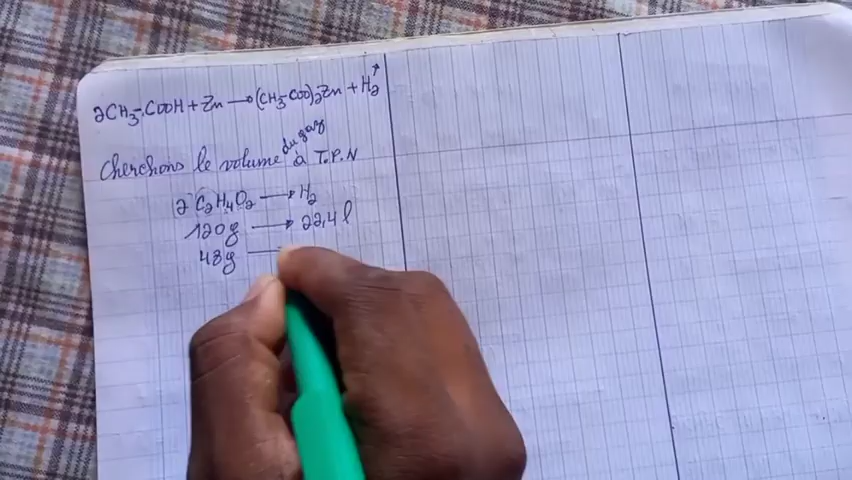 2CH₃-COOH + Zn → (CH₃-COO)₂Zn + H₂↑
Cherchons le volume du gaz à T.P.N
2 C₂H₄O₂ → H₂
120g → 22,4 l
48g —